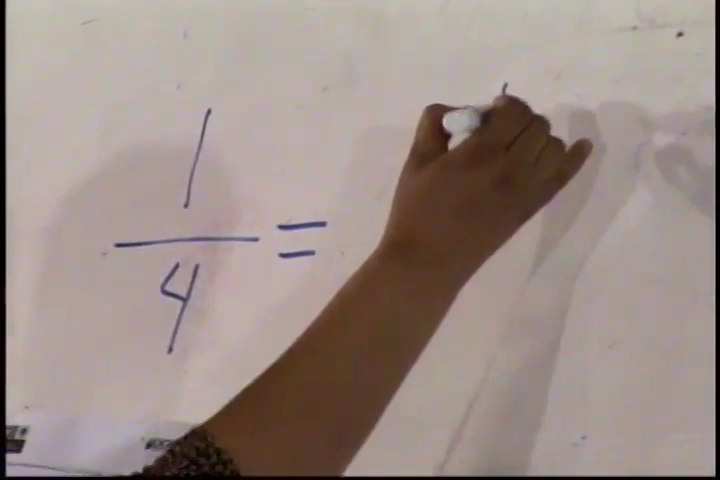 1/4 =